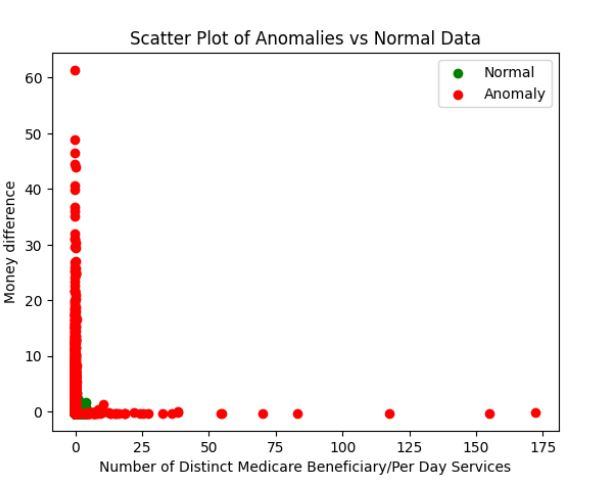 Scatter Plot of Anomalies vs Normal Data
Normal
Anomaly
Money difference
60
50
40
30
20
10
0
0 25 50 75 100 125 150 175
Number of Distinct Medicare Beneficiary/Per Day Services